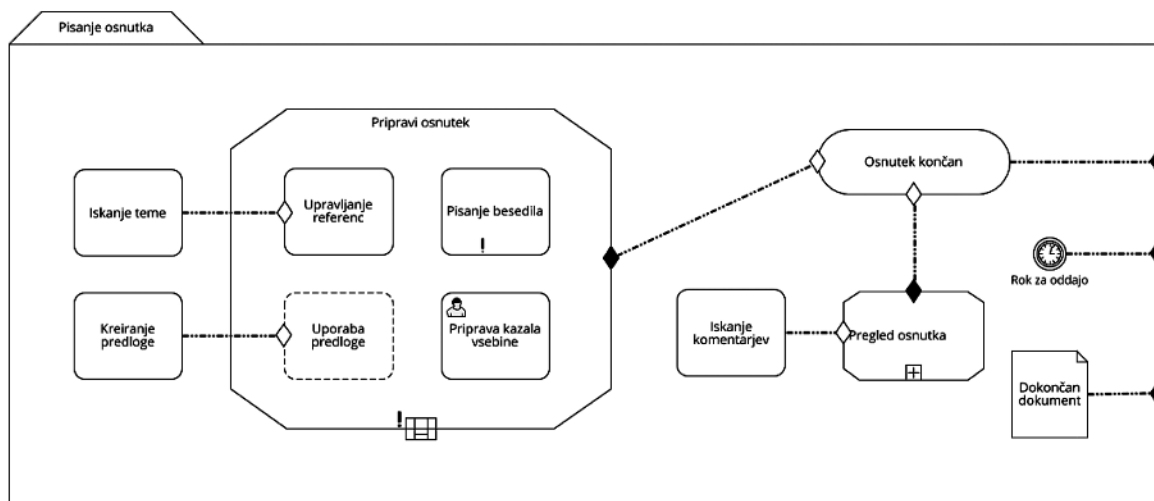 Pisanje osnutka
Pripravi osnutek
Iskanje teme
Upravljanje
referenc
Pisanje besedila
!
Kreiranje
predloge
Uporaba
predloge
Priprava kazala
vsebine
!
Osnutek končan
Iskanje
komentarjev
Pregled osnutka
Rok za oddajo
Dokončan
dokument